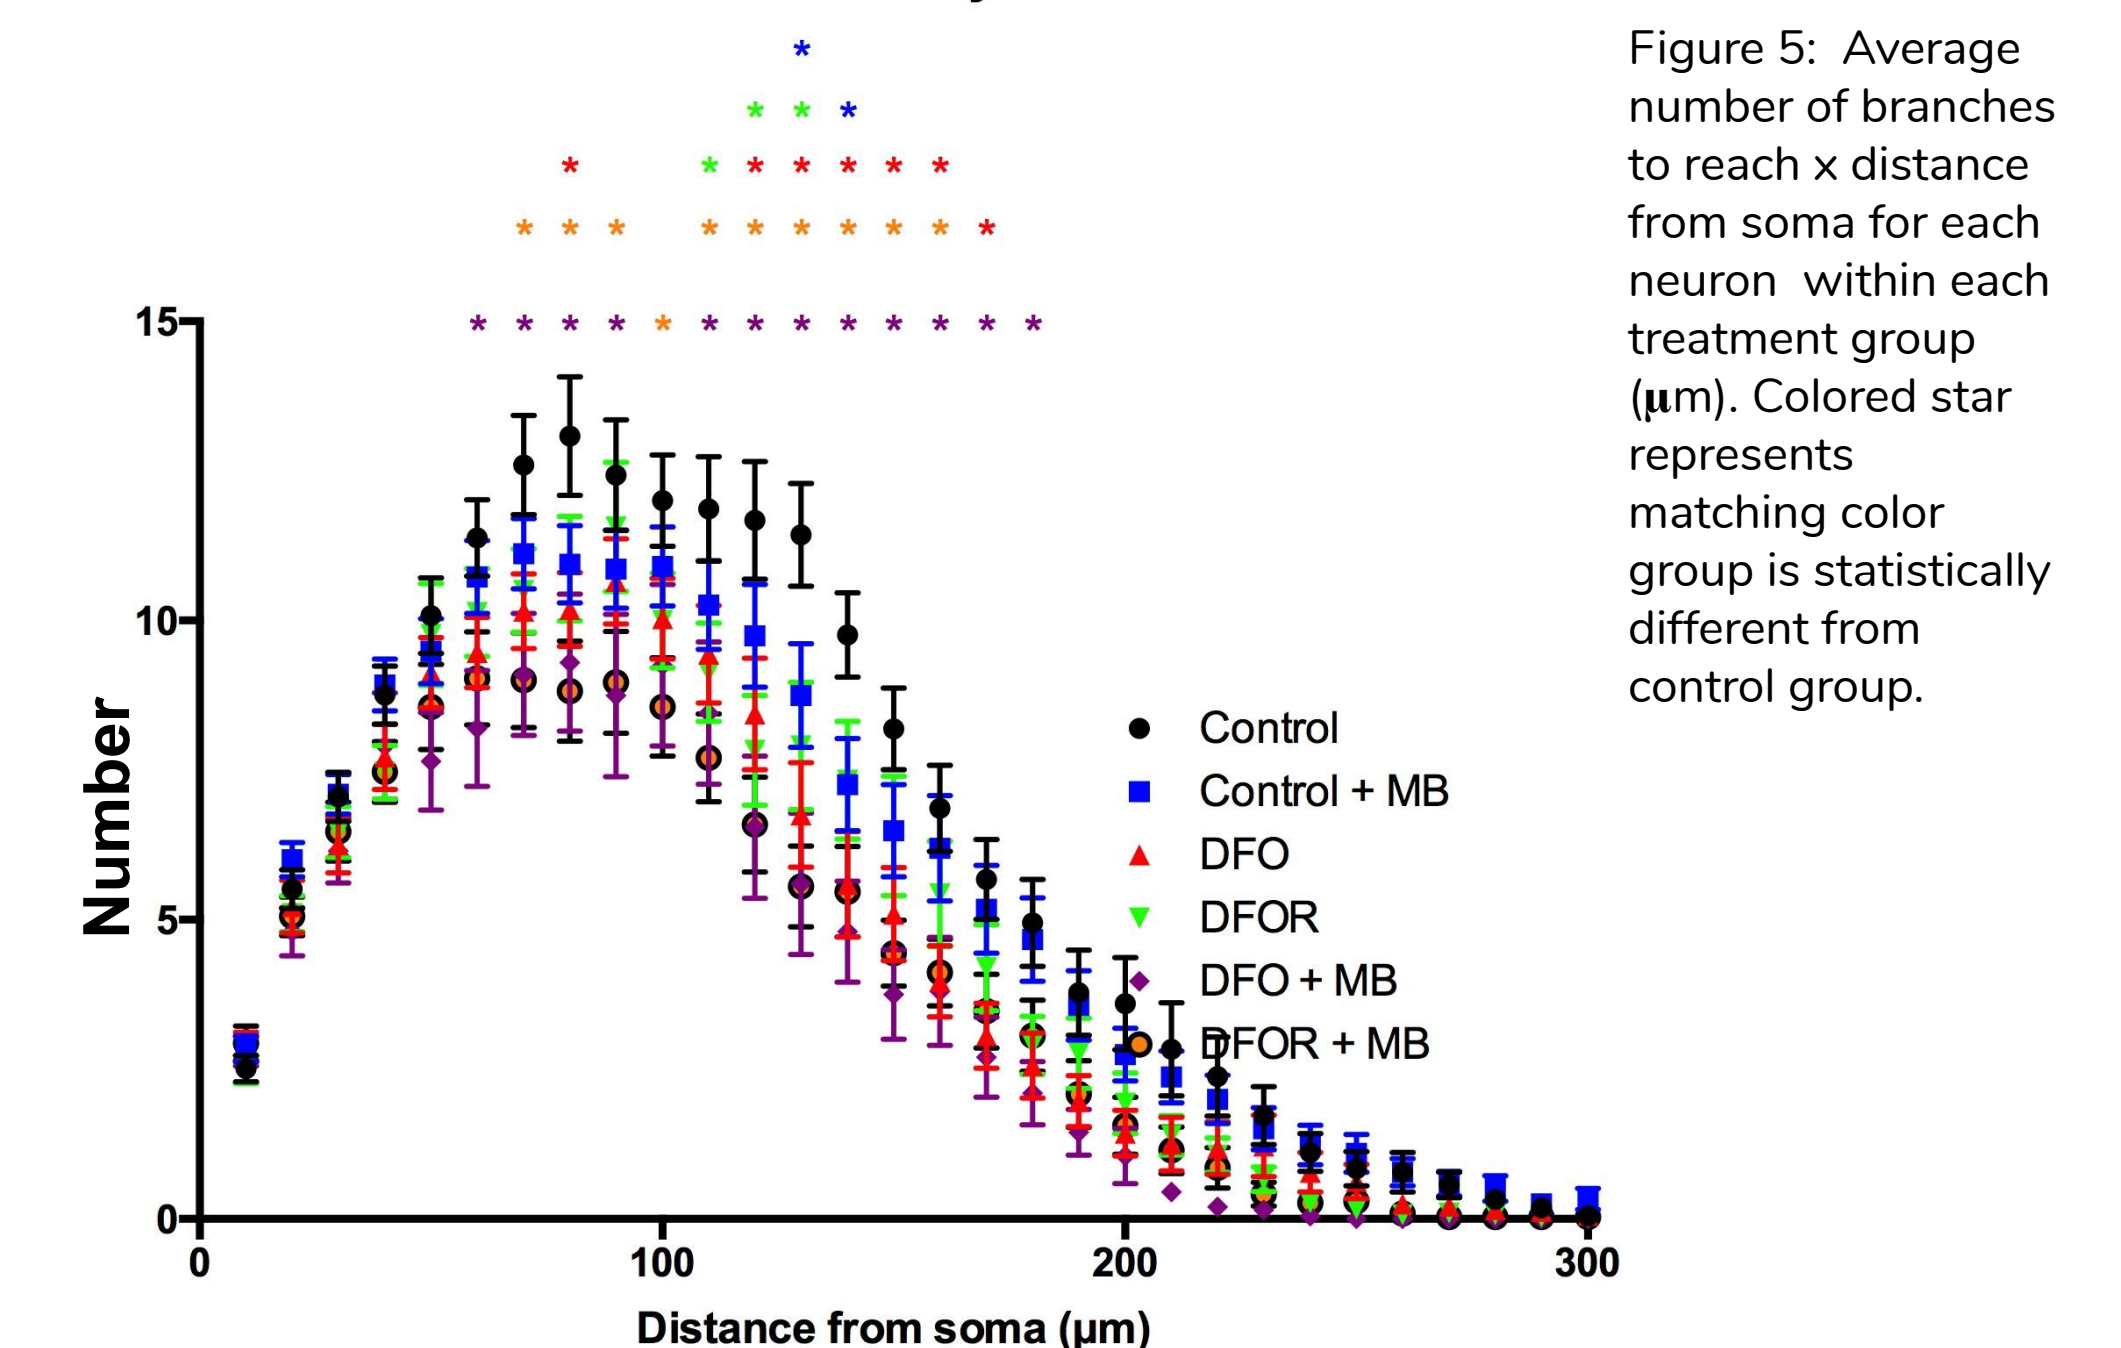 Figure 5:  Average
number of branches
to reach x distance
from soma for each
neuron  within each
treatment group
(μm). Colored star
represents
matching color
group is statistically
different from
control group.
*
* * *
* * * * * * *
* * * * * * * * * *
* * * * * * * * * * * * *
15
10
5
0
Number
0 100 200 300
Distance from soma (μm)
Control
Control + MB
DFO
DFOR
DFO + MB
DFOR + MB